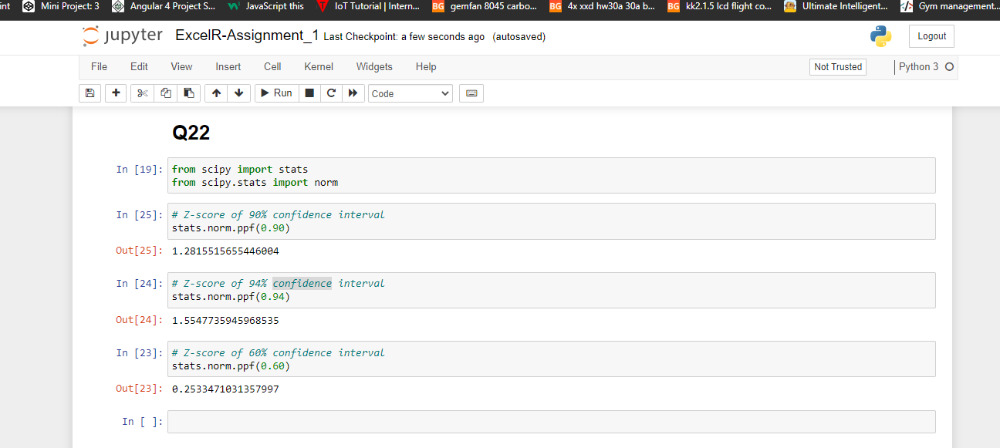 int Mini Project: 3 Angular 4 Project S... JavaScript this IoT Tutorial | Intern... BG gemfan 8045 carbo... BG 4x xxd hw30a 30a b... BG kk2.1.5 lcd flight co... Ultimate Intelligent... Gym management...
jupyter ExcelR-Assignment_1 Last Checkpoint: a few seconds ago (autosaved) Logout
File Edit View Insert Cell Kernel Widgets Help Not Trusted Python 3
Run Code
Q22
In [19]: from scipy import stats
from scipy.stats import norm
In [25]: # Z-score of 90% confidence interval
stats.norm.ppf(0.90)
Out[25]: 1.2815515655446004
In [24]: # Z-score of 94% confidence interval
stats.norm.ppf(0.94)
Out[24]: 1.5547735945968535
In [23]: # Z-score of 60% confidence interval
stats.norm.ppf(0.60)
Out[23]: 0.2533471031357997
In [ ]: